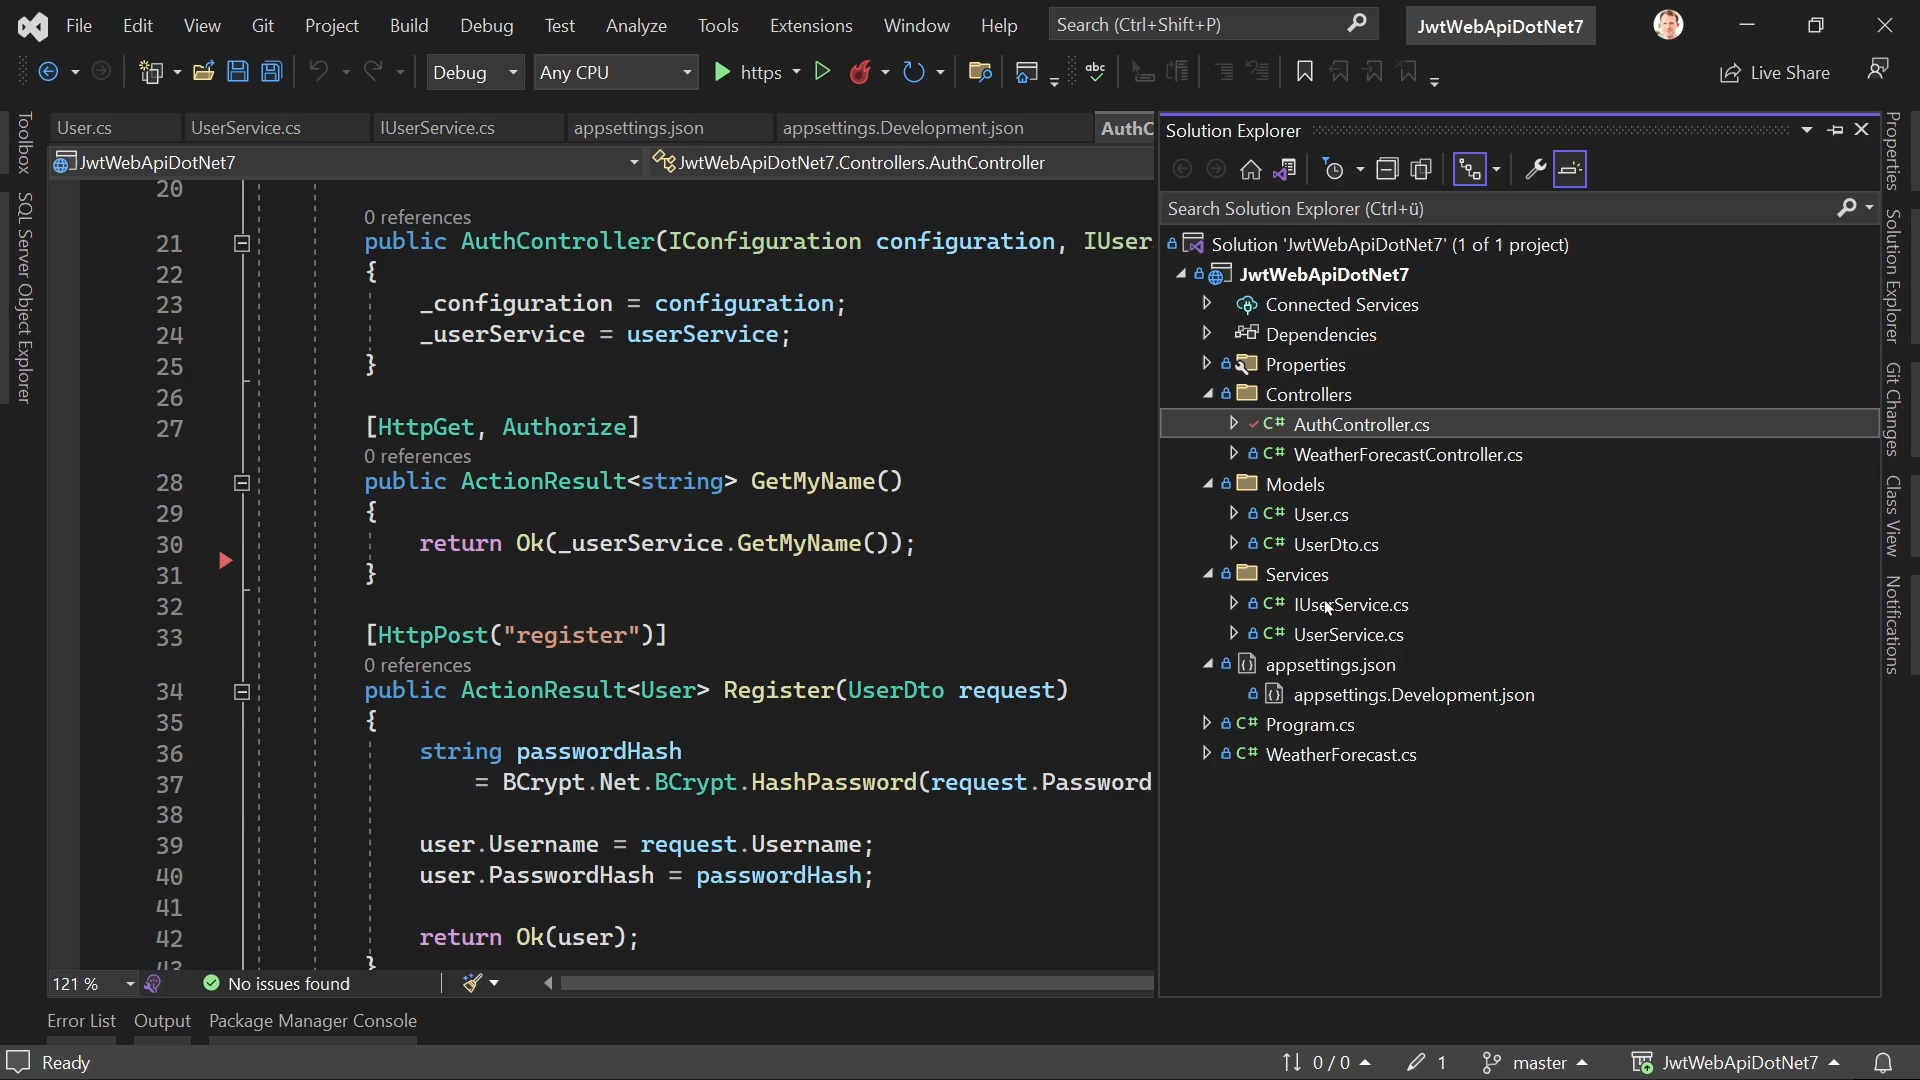 File Edit View Git Project Build Debug Test Analyze Tools Extensions Window Help Search (Ctrl+Shift+P) JwtWebApiDotNet7
Debug Any CPU https abc Live Share
Toolbox
SQL Server Object Explorer
User.cs UserService.cs IUserService.cs appsettings.json appsettings.Development.json AuthC
JwtWebApiDotNet7 JwtWebApiDotNet7.Controllers.AuthController
20
0 references
21 public AuthController(IConfiguration configuration, IUser
22 {
23 _configuration = configuration;
24 _userService = userService;
25 }
26
27 [HttpGet, Authorize]
0 references
28 public ActionResult<string> GetMyName()
29 {
30 return Ok(_userService.GetMyName());
31 }
32
33 [HttpPost("register")]
0 references
34 public ActionResult<User> Register(UserDto request)
35 {
36 string passwordHash
37 = BCrypt.Net.BCrypt.HashPassword(request.Password
38
39 user.Username = request.Username;
40 user.PasswordHash = passwordHash;
41
42 return Ok(user);
43 }
121 % No issues found
Solution Explorer
Search Solution Explorer (Ctrl+ü)
Solution 'JwtWebApiDotNet7' (1 of 1 project)
JwtWebApiDotNet7
Connected Services
Dependencies
Properties
Controllers
C# AuthController.cs
C# WeatherForecastController.cs
Models
C# User.cs
C# UserDto.cs
Services
C# IUserService.cs
C# UserService.cs
appsettings.json
appsettings.Development.json
C# Program.cs
C# WeatherForecast.cs
Properties
Solution Explorer
Git Changes
Class View
Notifications
Error List Output Package Manager Console
Ready 0 / 0 1 master JwtWebApiDotNet7